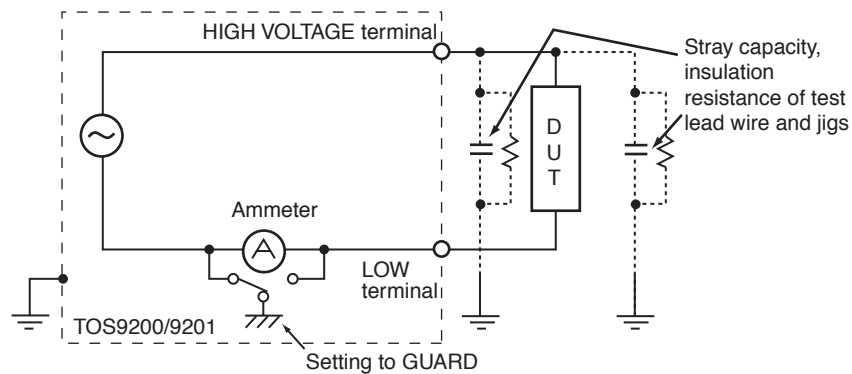 HIGH VOLTAGE terminal
Stray capacity,
insulation
resistance of test
lead wire and jigs
D
U
T
Ammeter
A
LOW
terminal
TOS9200/9201
Setting to GUARD